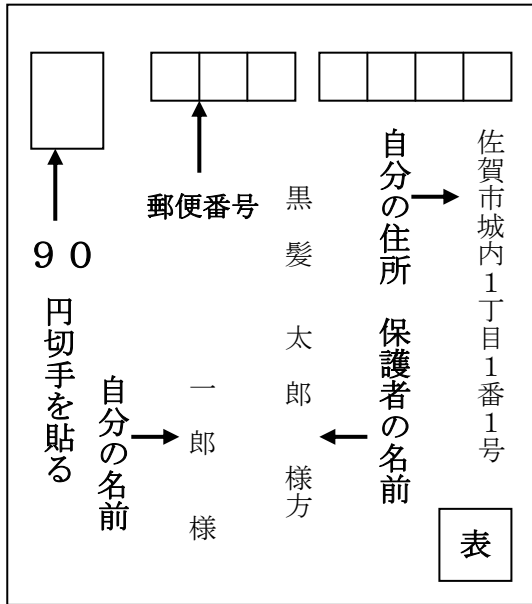 佐賀市城内1丁目1番1号
自分の住所
保護者の名前
黒髪 太郎 様方
郵便番号
一郎 様
自分の名前
90
円切手を貼る
表